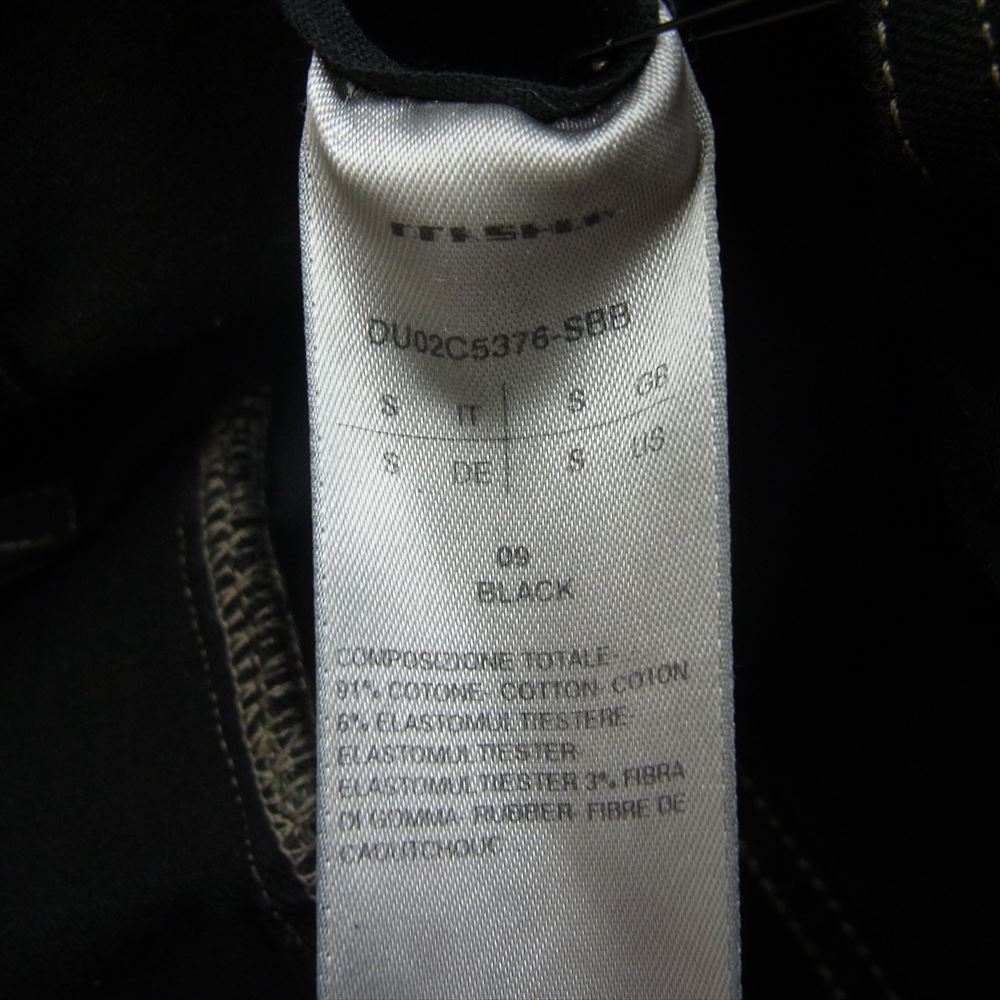 DU02C5376-SBB
S IT S GB
S DE S US
09
BLACK
COMPOSIZIONE TOTALE-
91% COTONE- COTTON- COTON
6% ELASTOMULTIESTERE-
ELASTOMULTIESTER-
ELASTOMULTIESTER 3% FIBRA
DI GOMMA- RUBBER- FIBRE DE
CAOUTCHOUC